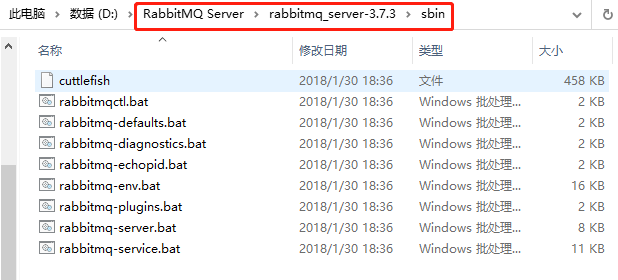 此电脑 > 数据 (D:) > RabbitMQ Server > rabbitmq_server-3.7.3 > sbin
名称 修改日期 类型 大小
cuttlefish 2018/1/30 18:36 文件 458 KB
rabbitmqctl.bat 2018/1/30 18:36 Windows 批处理... 2 KB
rabbitmq-defaults.bat 2018/1/30 18:36 Windows 批处理... 2 KB
rabbitmq-diagnostics.bat 2018/1/30 18:36 Windows 批处理... 2 KB
rabbitmq-echopid.bat 2018/1/30 18:36 Windows 批处理... 2 KB
rabbitmq-env.bat 2018/1/30 18:36 Windows 批处理... 16 KB
rabbitmq-plugins.bat 2018/1/30 18:36 Windows 批处理... 2 KB
rabbitmq-server.bat 2018/1/30 18:36 Windows 批处理... 8 KB
rabbitmq-service.bat 2018/1/30 18:36 Windows 批处理... 11 KB